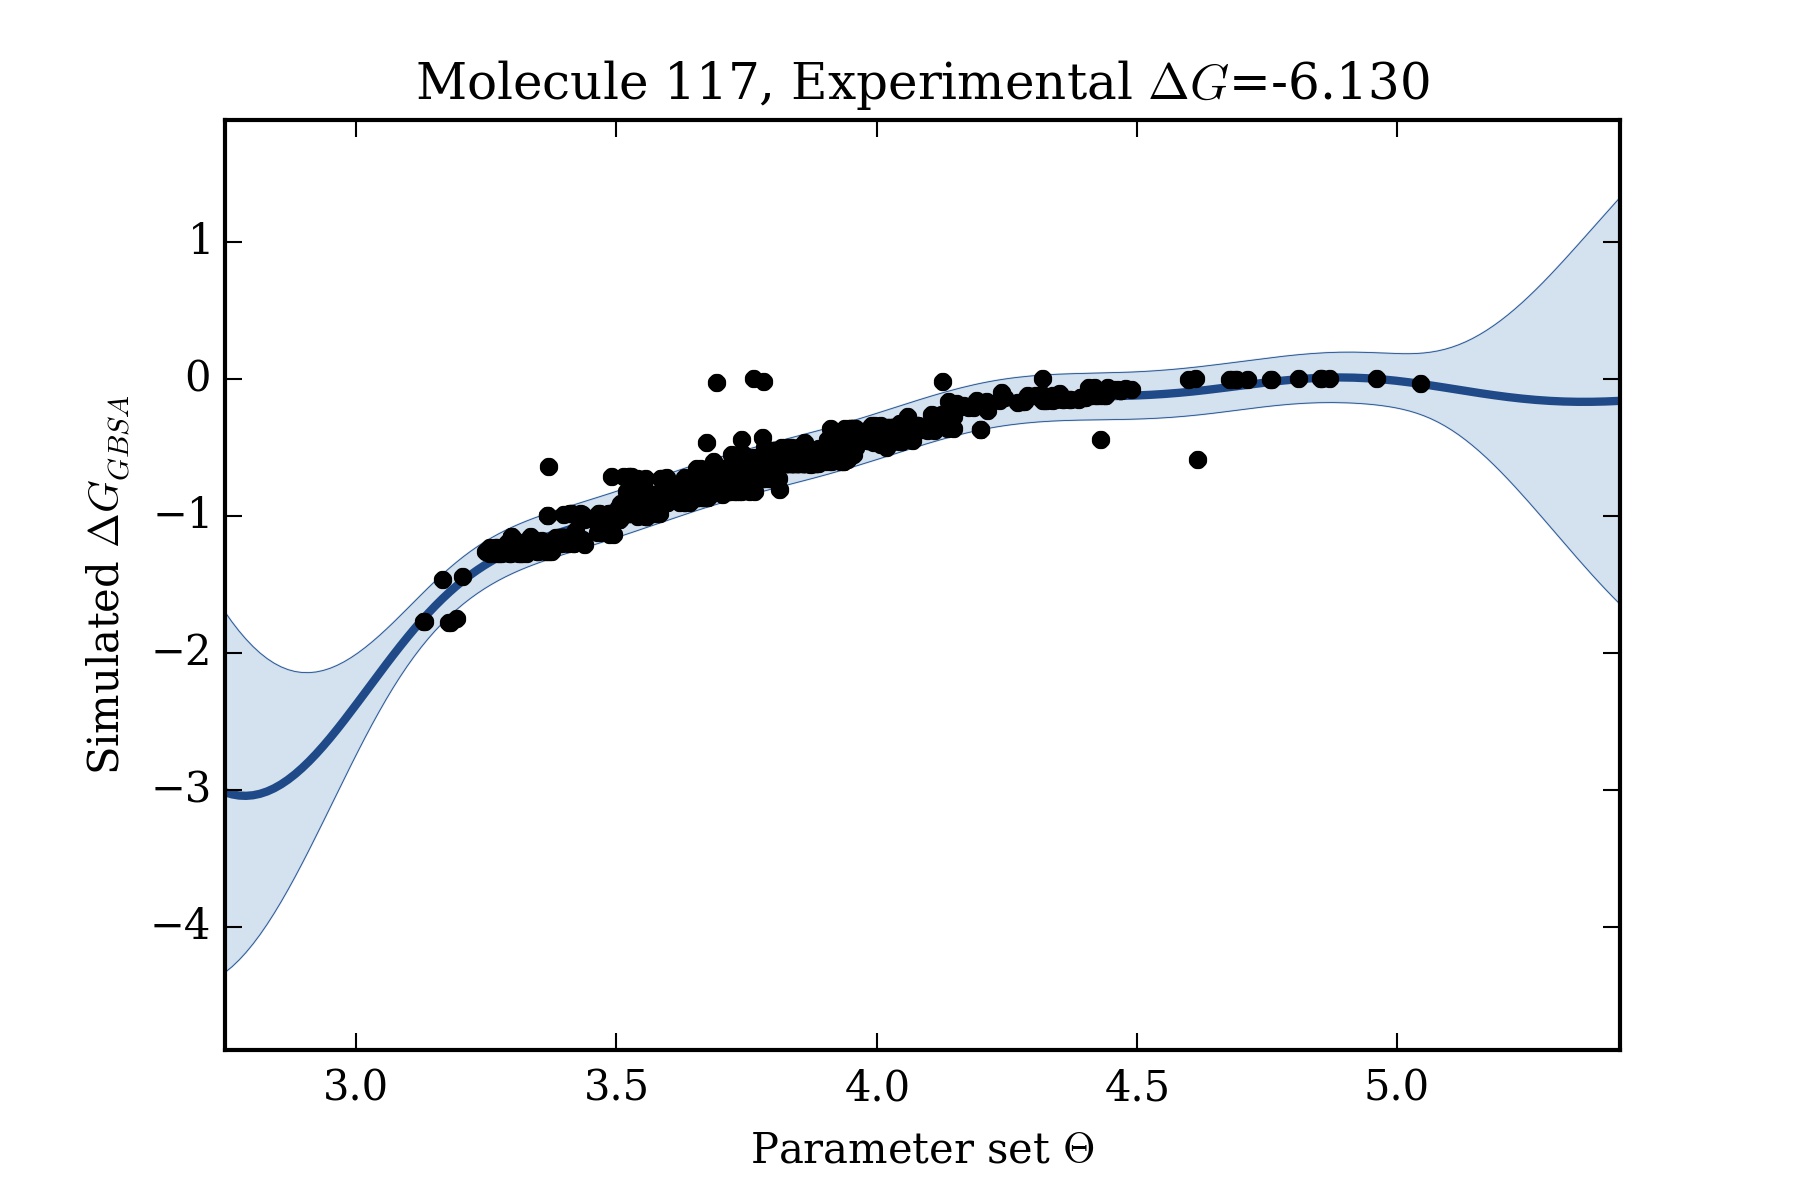 Molecule 117, Experimental ΔG=-6.130
Simulated ΔG_GBSA
1
0
−1
−2
−3
−4
3.0 3.5 4.0 4.5 5.0
Parameter set Θ